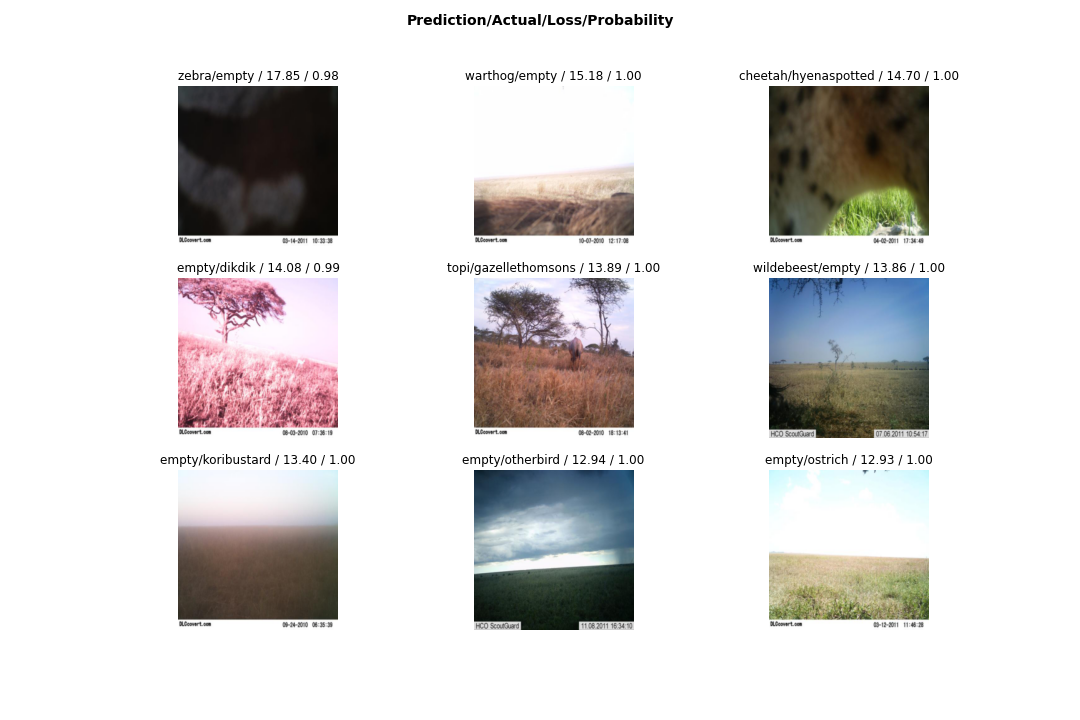 Prediction/Actual/Loss/Probability
zebra/empty / 17.85 / 0.98
warthog/empty / 15.18 / 1.00
cheetah/hyenaspotted / 14.70 / 1.00
DLCcovert.com 03-14-2011 10:33:39
DLCcovert.com 10-07-2010 12:17:08
DLCcovert.com 04-02-2011 17:34:49
empty/dikdik / 14.08 / 0.99
topi/gazellethomsons / 13.89 / 1.00
wildebeest/empty / 13.86 / 1.00
DLCcovert.com 06-03-2010 07:36:19
DLCcovert.com 06-02-2010 18:13:41
HCO ScoutGuard 07.06.2011 10:54:17
empty/koribustard / 13.40 / 1.00
empty/otherbird / 12.94 / 1.00
empty/ostrich / 12.93 / 1.00
DLCcovert.com 09-24-2010 06:35:39
HCO ScoutGuard 11.08.2011 16:34:10
DLCcovert.com 03-12-2011 11:46:28